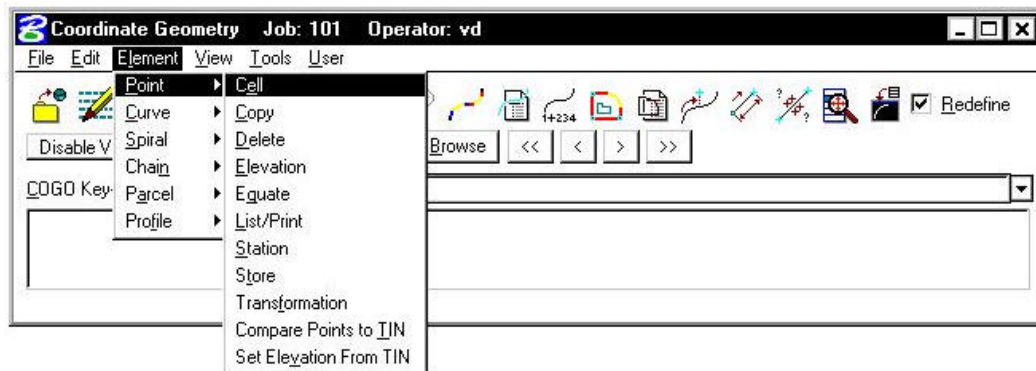 Coordinate Geometry Job: 101 Operator: vd
File Edit Element View Tools User
Point
Curve
Spiral
Chain
Parcel
Profile
Cell
Copy
Delete
Elevation
Equate
List/Print
Station
Store
Transformation
Compare Points to TIN
Set Elevation From TIN
1+234
Redefine
Disable V
Browse << < > >>
COGO Key-